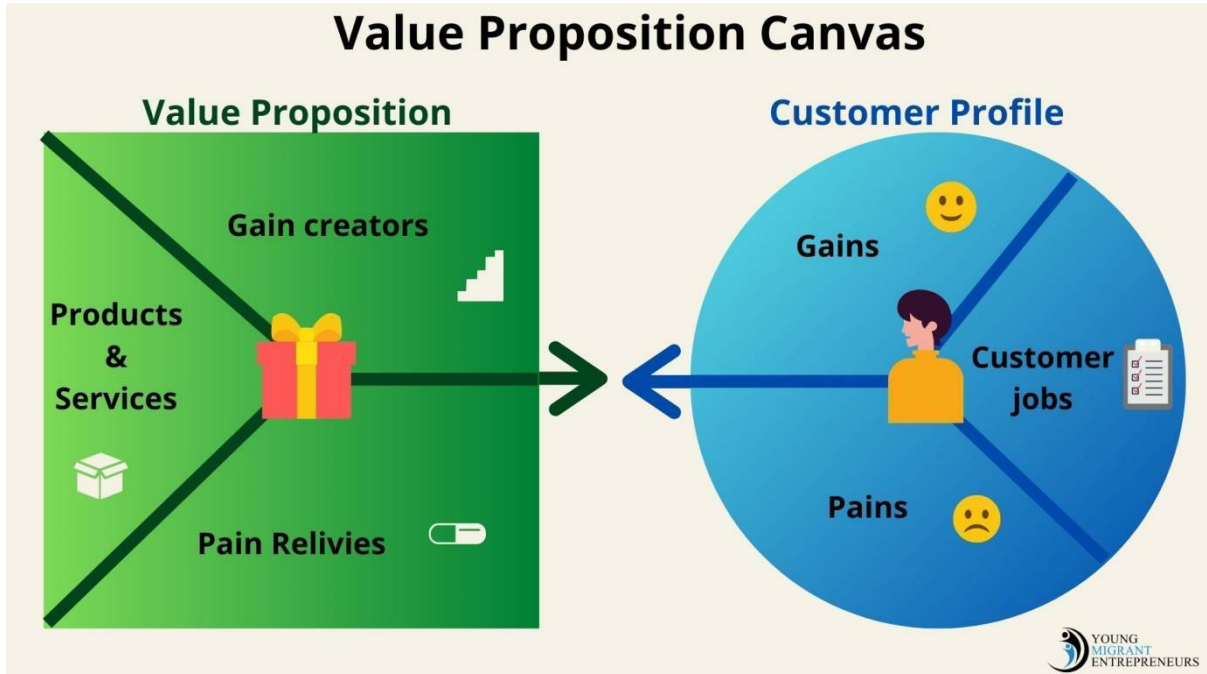 Value Proposition Canvas
Value Proposition
Customer Profile
Gain creators
Products
&
Services
Pain Relivies
Gains
Customer
jobs
Pains
YOUNG
MIGRANT
ENTREPRENEURS